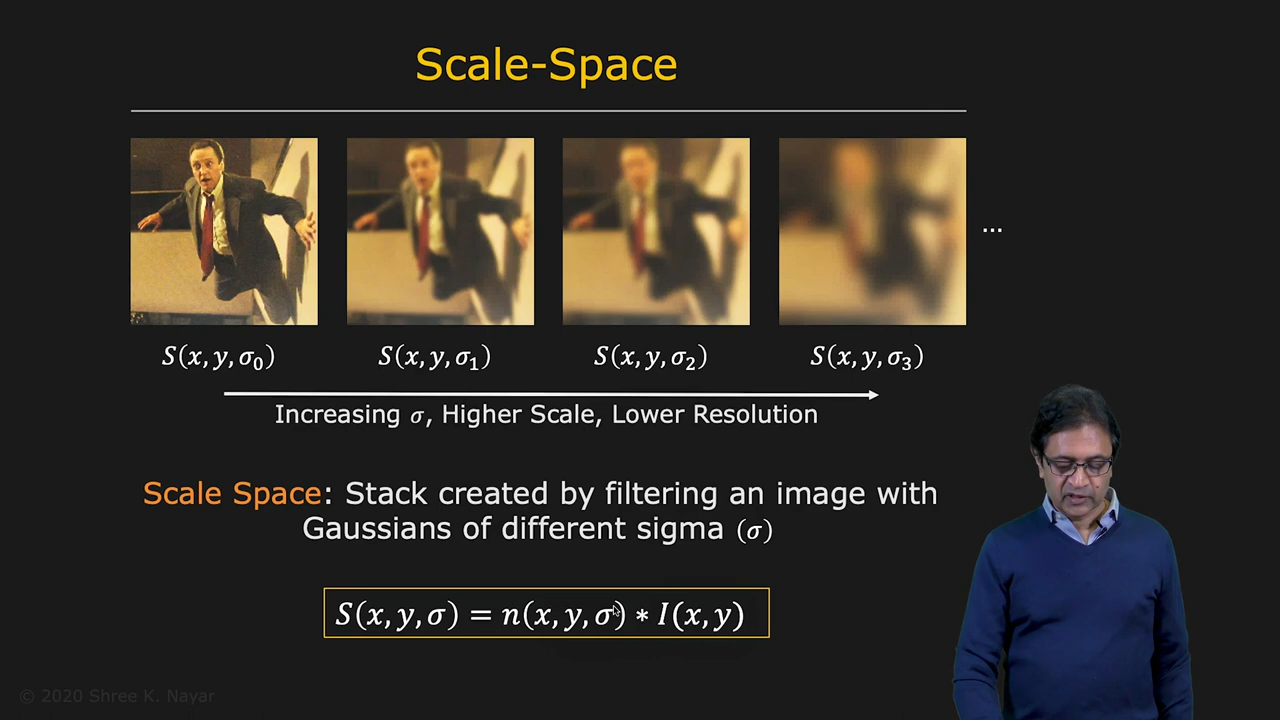 Scale-Space
...
S(x, y, σ₀) S(x, y, σ₁) S(x, y, σ₂) S(x, y, σ₃)
Increasing σ, Higher Scale, Lower Resolution
Scale Space: Stack created by filtering an image with
Gaussians of different sigma (σ)
S(x, y, σ) = n(x, y, σ) * I(x, y)
© 2020 Shree K. Nayar